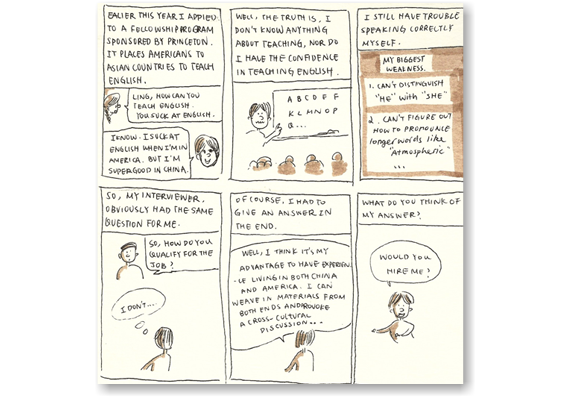 EALIER THIS YEAR I APPLIED
TO A FELLOWSHIP PROGRAM
SPONSORED BY PRINCETON.
IT PLACES AMERICANS TO
ASIAN COUNTRIES TO TEACH
ENGLISH.
LING, HOW CAN YOU
TEACH ENGLISH.
YOU SUCK AT ENGLISH.
I KNOW. I SUCK AT
ENGLISH WHEN I'M IN
AMERICA. BUT I'M
SUPERGOOD IN CHINA.
WELL, THE TRUTH IS, I
DON'T KNOW ANYTHING
ABOUT TEACHING, NOR DO
I HAVE THE CONFIDENCE
IN TEACHING ENGLISH.
A B C D E F
K L M N O P
Q ...
I STILL HAVE TROUBLE
SPEAKING CORRECTLY
MYSELF.
MY BIGGEST
WEAKNESS.
1. CAN'T DISTINGUISH
"HE" with "SHE"
2. CAN'T FIGURE OUT
HOW TO PRONOUNCE
longer words like
"Atmospheric"
...
SO, MY INTERVIEWER,
OBVIOUSLY HAD THE SAME
QUESTION FOR ME.
SO, HOW DO YOU
QUALIFY FOR THE
JOB?
I DON'T...
OF COURSE, I HAD TO
GIVE AN ANSWER IN
THE END.
WELL, I THINK IT'S MY
ADVANTAGE TO HAVE EXPERIEN
-CE LIVING IN BOTH CHINA
AND AMERICA. I CAN
WEAVE IN MATERIALS FROM
BOTH ENDS AND PROVOKE
A CROSS-CULTURAL
DISCUSSION...
WHAT DO YOU THINK OF
MY ANSWER?
WOULD YOU
HIRE ME?